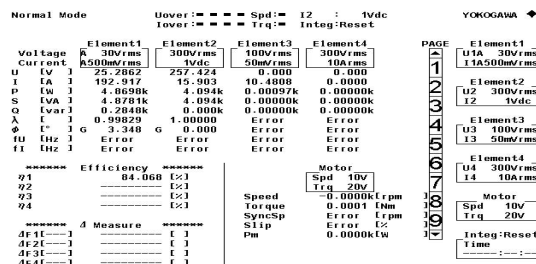 Normal Mode Uover: Spd= I2 : 1Vdc YOKOGAWA
Iover: Trq= Integ:Reset
Element1 Element2 Element3 Element4 PAGE Element1
Voltage A 30Vrms 300Vrms 100Vrms 300Vrms U1A 30Vrms
Current A500mVrms 1Vdc 50mVrms 10Arms 1 I1A500mVrms
U [V ] 25.2862 257.424 0.000 0.000
I [A ] 192.917 15.903 10.4808 0.0000 Element2
P [W ] 4.8698k 4.094k 0.00097k 0.0000k 2 U2 300Vrms
S [VA ] 4.8781k 4.094k 0.00000k 0.0000k I2 1Vdc
Q [var] 0.2848k 0.000k 0.00000k 0.0000k 3
λ [ ] 0.99829 1.00000 Error Error Element3
ø [° ] G 3.348 G 0.000 Error Error 4 U3 100Vrms
fU [Hz ] Error Error Error Error I3 50mVrms
fI [Hz ] Error Error Error Error 5
Element4
****** Efficiency ****** Motor 6 U4 300Vrms
η1 84.068 [%] Spd 10V I4 10Arms
η2 -------- [%] Trq 20V 7
η3 -------- [%] Speed -0.0000k[rpm ] Motor
η4 -------- [%] Torque 0.0001 [Nm ] 8 Spd 10V
SyncSp Error [rpm ] Trq 20V
****** Δ Measure ****** Slip Error [% ] 9
ΔF1[---] -------- [ ] Pm 0.0000k[W ] Integ:Reset
ΔF2[---] -------- [ ] Time
ΔF3[---] -------- [ ] -----:--:--
ΔF4[---] -------- [ ]